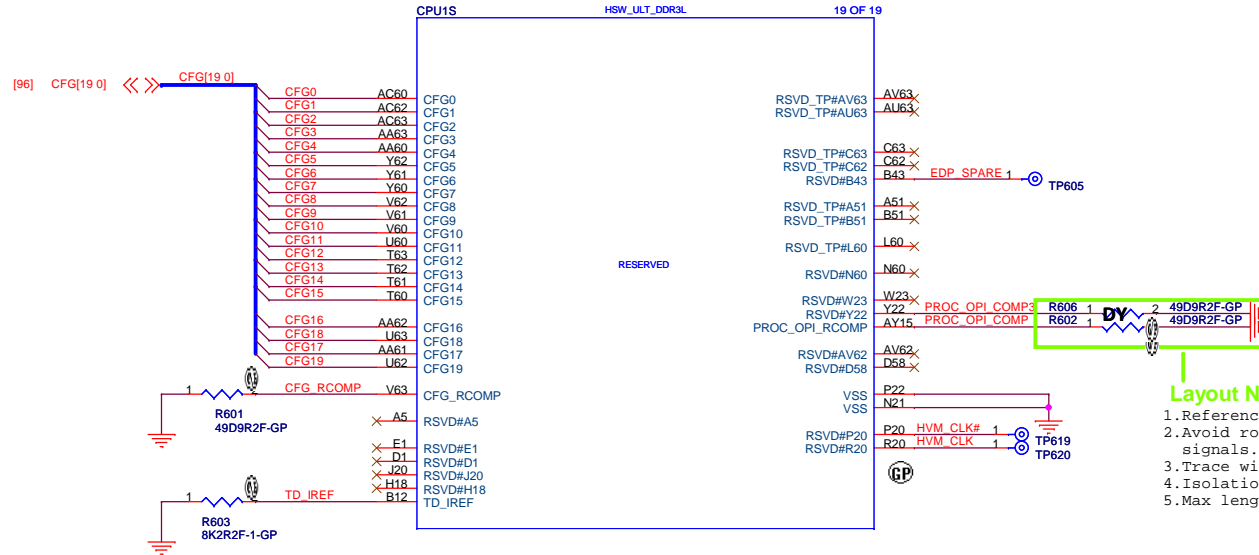 CPU1S HSW_ULT_DDR3L 19 OF 19
[96] CFG[19 0] CFG[19 0]
CFG0 AC60 CFG0
CFG1 AC62 CFG1
CFG2 AC63 CFG2
CFG3 AA63 CFG3
CFG4 AA60 CFG4
CFG5 Y62 CFG5
CFG6 Y61 CFG6
CFG7 Y60 CFG7
CFG8 V62 CFG8
CFG9 V61 CFG9
CFG10 V60 CFG10
CFG11 U60 CFG11
CFG12 T63 CFG12
CFG13 T62 CFG13
CFG14 T61 CFG14
CFG15 T60 CFG15
CFG16 AA62 CFG16
CFG18 U63 CFG18
CFG17 AA61 CFG17
CFG19 U62 CFG19
1 2 CFG_RCOMP V63 CFG_RCOMP
R601
49D9R2F-GP
A5 RSVD#A5
E1 RSVD#E1
D1 RSVD#D1
J20 RSVD#J20
H18 RSVD#H18
1 2 TD_IREF B12 TD_IREF
R603
8K2R2F-1-GP
RESERVED
RSVD_TP#AV63 AV63
RSVD_TP#AU63 AU63
RSVD_TP#C63 C63
RSVD_TP#C62 C62
RSVD#B43 B43 EDP_SPARE 1 TP605
RSVD_TP#A51 A51
RSVD_TP#B51 B51
RSVD_TP#L60 L60
RSVD#N60 N60
RSVD#W23 W23
RSVD#Y22 Y22 PROC_OPI_COMP3 R606 1 DY 2 49D9R2F-GP
PROC_OPI_RCOMP AY15 PROC_OPI_COMP R602 1 49D9R2F-GP
RSVD#AV62 AV62
RSVD#D58 D58
VSS P22
VSS N21
RSVD#P20 P20 HVM_CLK# 1 TP619
RSVD#R20 R20 HVM_CLK 1 TP620
GP
Layout N
1.Referenc
2.Avoid ro
signals.
3.Trace wi
4.Isolatio
5.Max leng